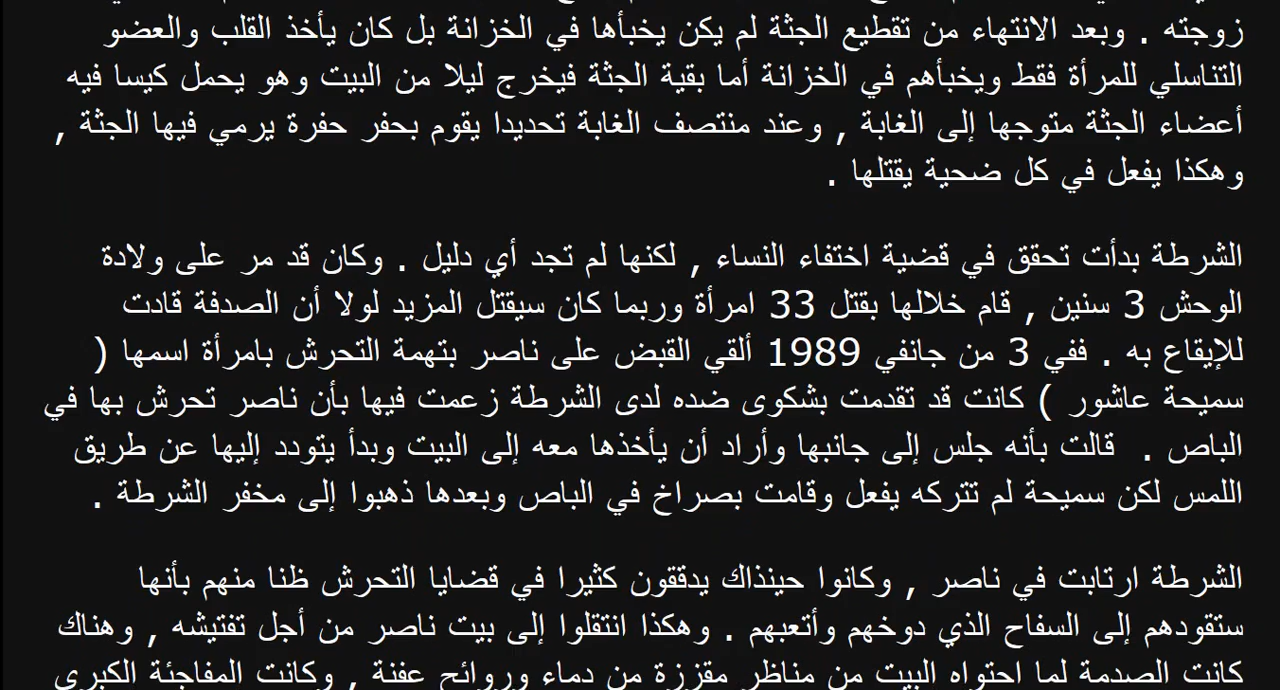 زوجته . وبعد الانتهاء من تقطيع الجثة لم يكن يخبأها في الخزانة بل كان يأخذ القلب والعضو
التناسلي للمرأة فقط ويخبأهم في الخزانة أما بقية الجثة فيخرج ليلا من البيت وهو يحمل كيسا فيه
أعضاء الجثة متوجها إلى الغابة , وعند منتصف الغابة تحديدا يقوم بحفر حفرة يرمي فيها الجثة ,
وهكذا يفعل في كل ضحية يقتلها .
الشرطة بدأت تحقق في قضية اختفاء النساء , لكنها لم تجد أي دليل . وكان قد مر على ولادة
الوحش 3 سنين , قام خلالها بقتل 33 امرأة وربما كان سيقتل المزيد لولا أن الصدفة قادت
للإيقاع به . ففي 3 من جانفي 1989 ألقي القبض على ناصر بتهمة التحرش بامرأة اسمها (
سميحة عاشور ) كانت قد تقدمت بشكوى ضده لدى الشرطة زعمت فيها بأن ناصر تحرش بها في
الباص . قالت بأنه جلس إلى جانبها وأراد أن يأخذها معه إلى البيت وبدأ يتودد إليها عن طريق
اللمس لكن سميحة لم تتركه يفعل وقامت بصراخ في الباص وبعدها ذهبوا إلى مخفر الشرطة .
الشرطة ارتابت في ناصر , وكانوا حينذاك يدققون كثيرا في قضايا التحرش ظنا منهم بأنها
ستقودهم إلى السفاح الذي دوخهم وأتعبهم . وهكذا انتقلوا إلى بيت ناصر من أجل تفتيشه , وهناك
كانت الصدمة لما احتواه البيت من مناظر مقززة من دماء وروائح عفنة , وكانت المفاجئة الكبرى